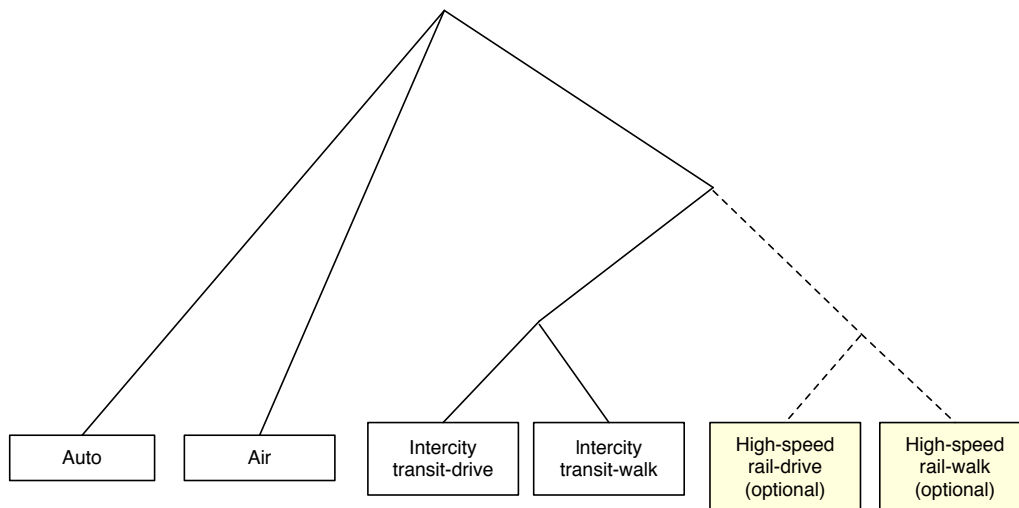 Auto
Air
Intercity
transit-drive
Intercity
transit-walk
High-speed
rail-drive
(optional)
High-speed
rail-walk
(optional)